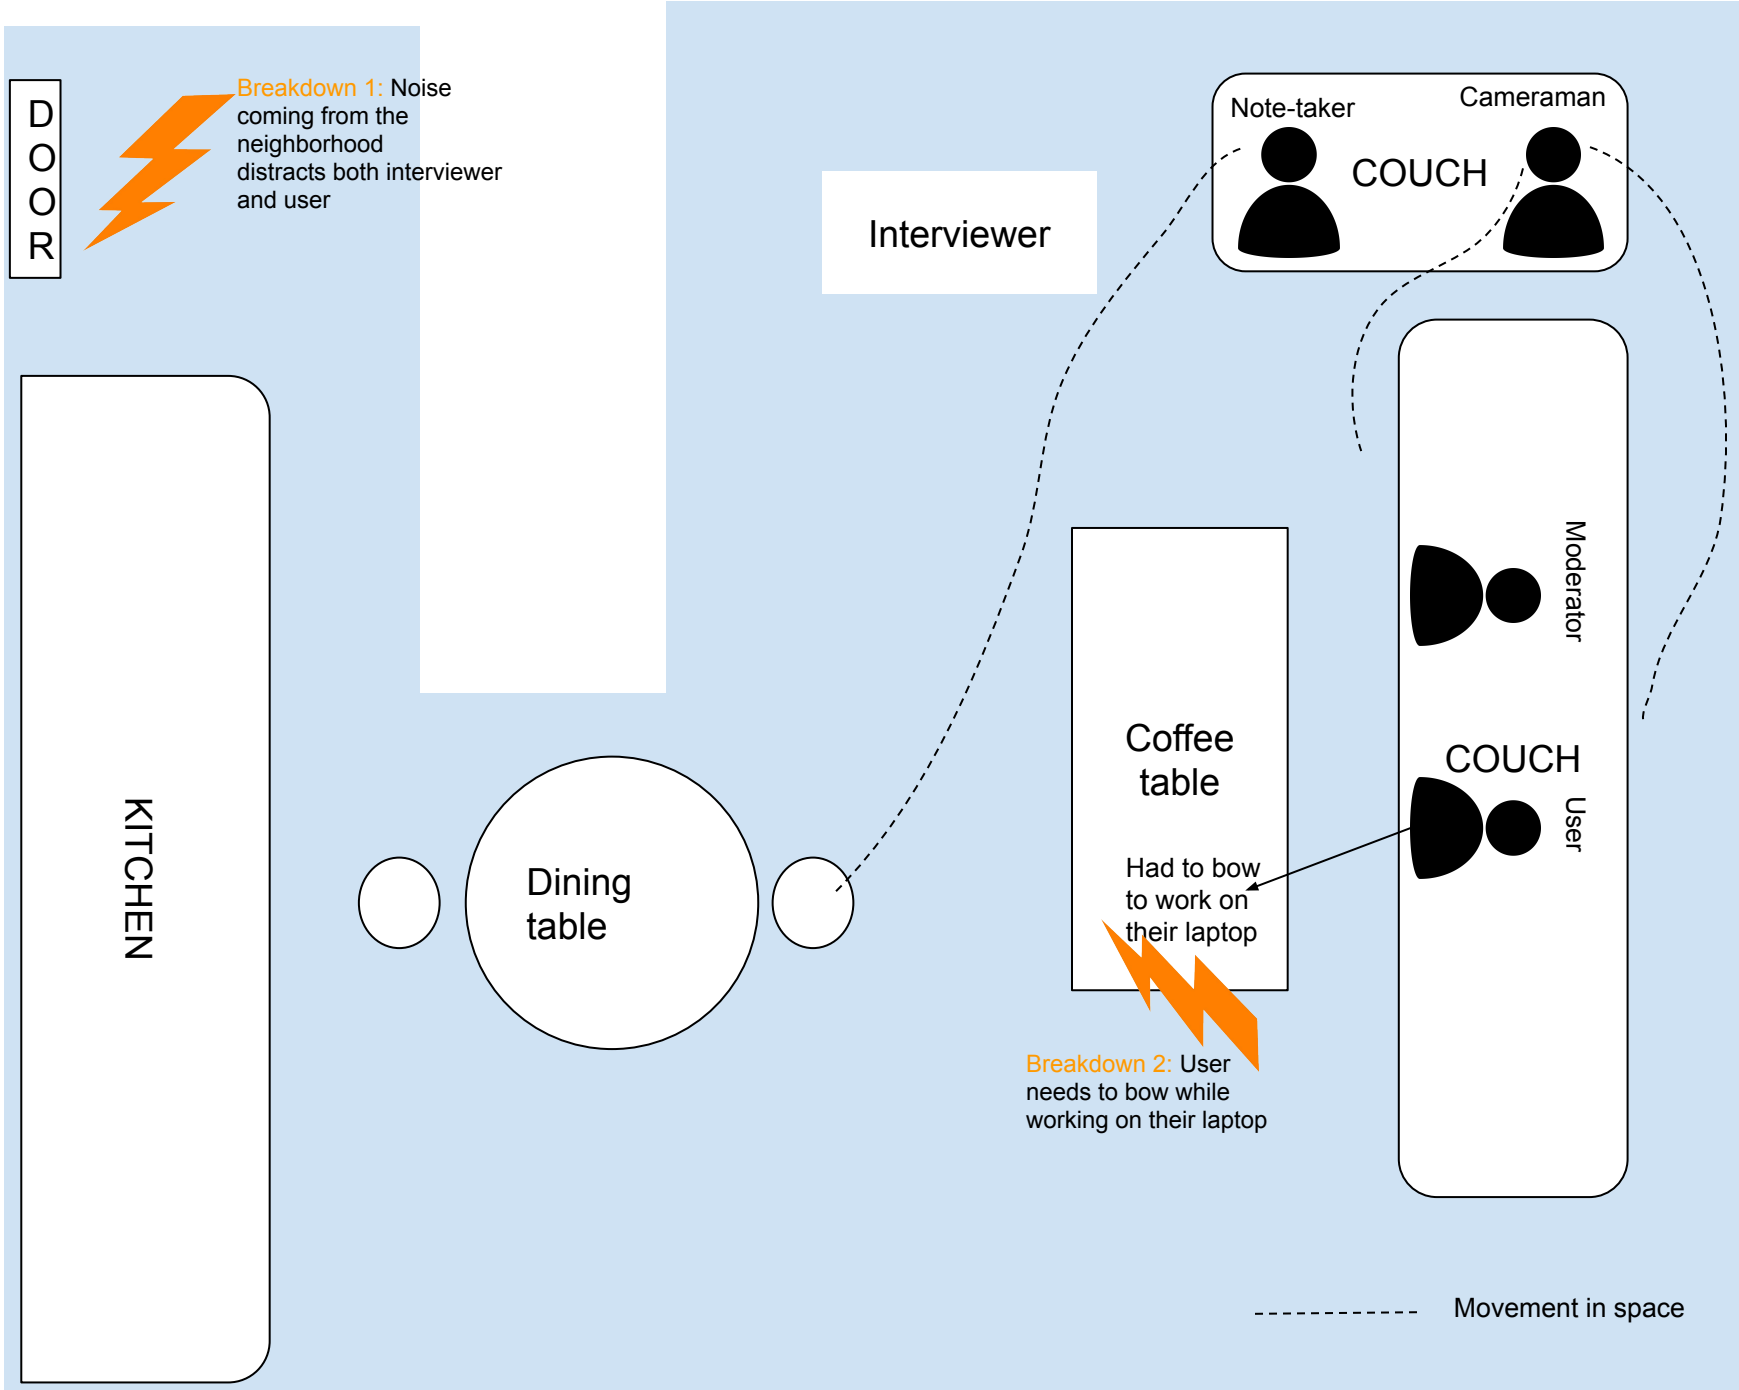 D
O
O
R
Breakdown 1: Noise
coming from the
neighborhood
distracts both interviewer
and user
Interviewer
Note-taker
Cameraman
COUCH
Moderator
COUCH
User
Coffee
table
Had to bow
to work on
their laptop
Breakdown 2: User
needs to bow while
working on their laptop
Dining
table
KITCHEN
Movement in space